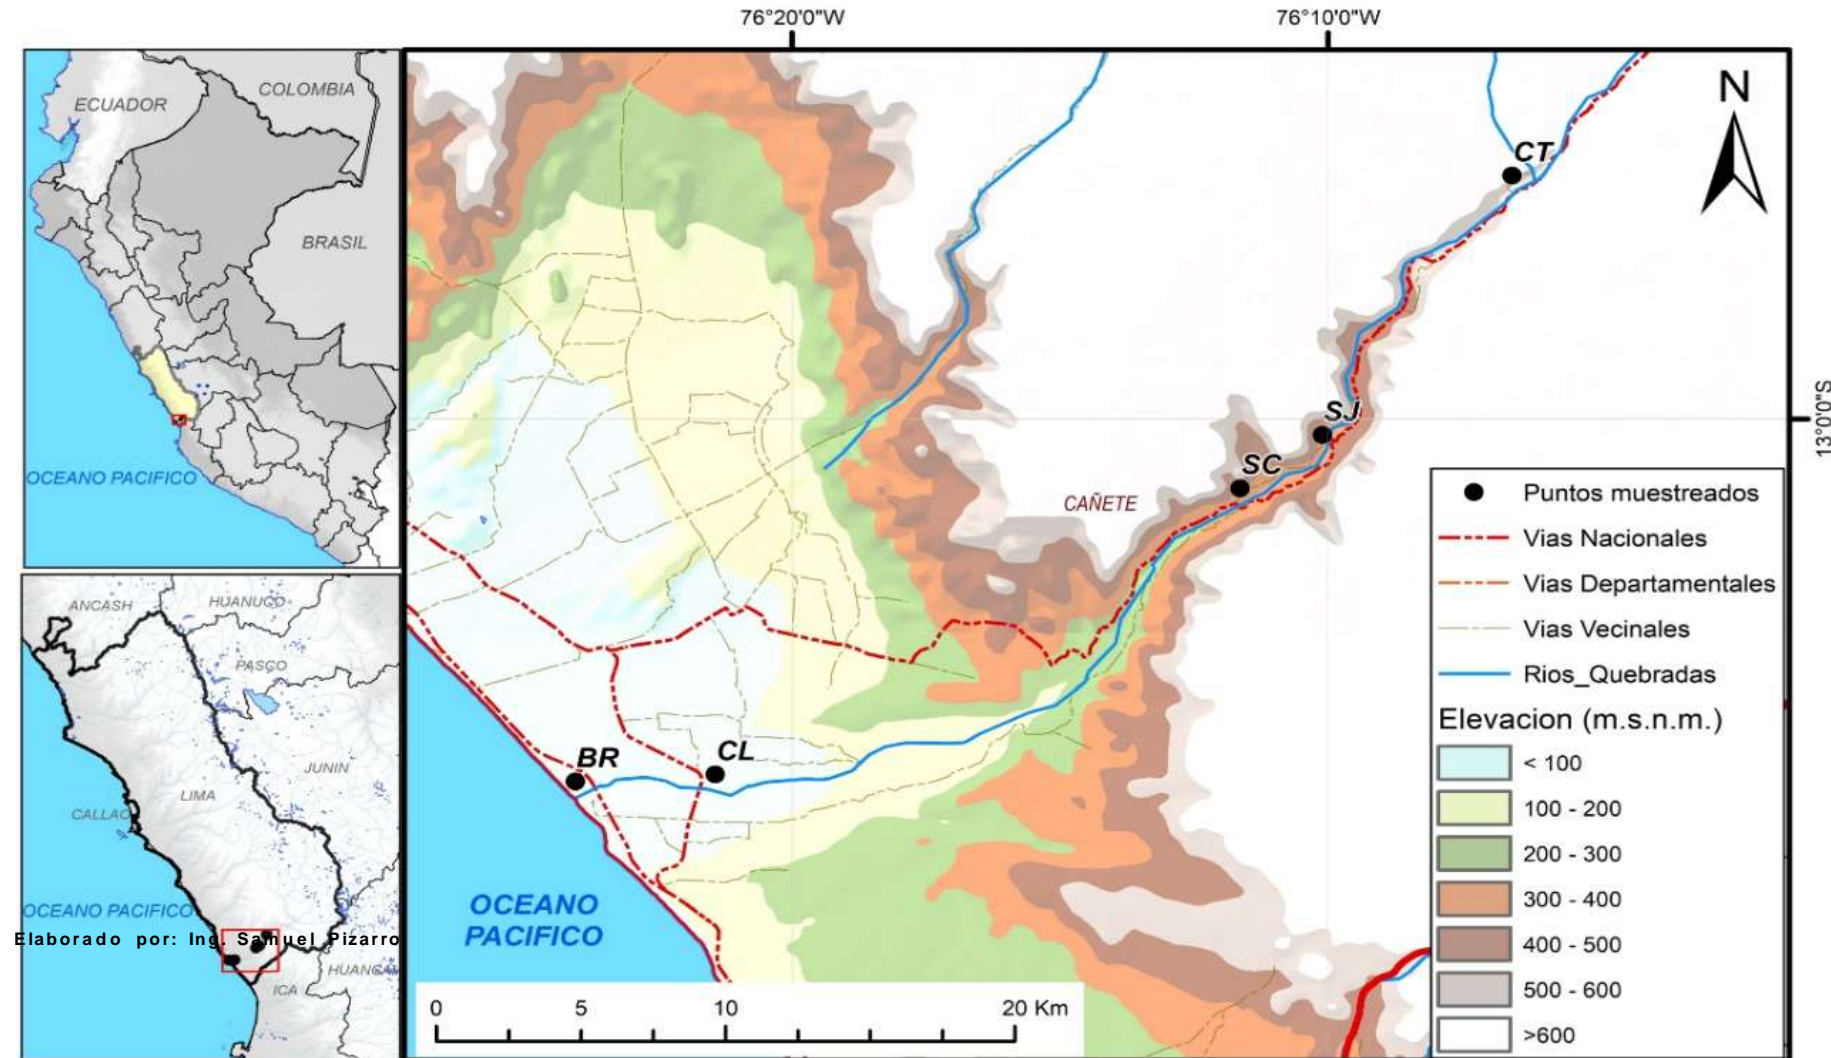 76°20'0"W
76°10'0"W
COLOMBIA
ECUADOR
BRASIL
OCEANO PACIFICO
N
CT
13°0'0"S
SJ
SC
CAÑETE
BR
CL
OCEANO
PACIFICO
0 5 10 20 Km
ANCASH
HUANUCO
PASCO
JUNIN
LIMA
CALLAO
OCEANO PACIFICO
Elaborado por: Ing. Samuel Pizarro
ICA
Puntos muestreados
Vias Nacionales
Vias Departamentales
Vias Vecinales
Rios_Quebradas
Elevacion (m.s.n.m.)
< 100
100 - 200
200 - 300
300 - 400
400 - 500
500 - 600
>600